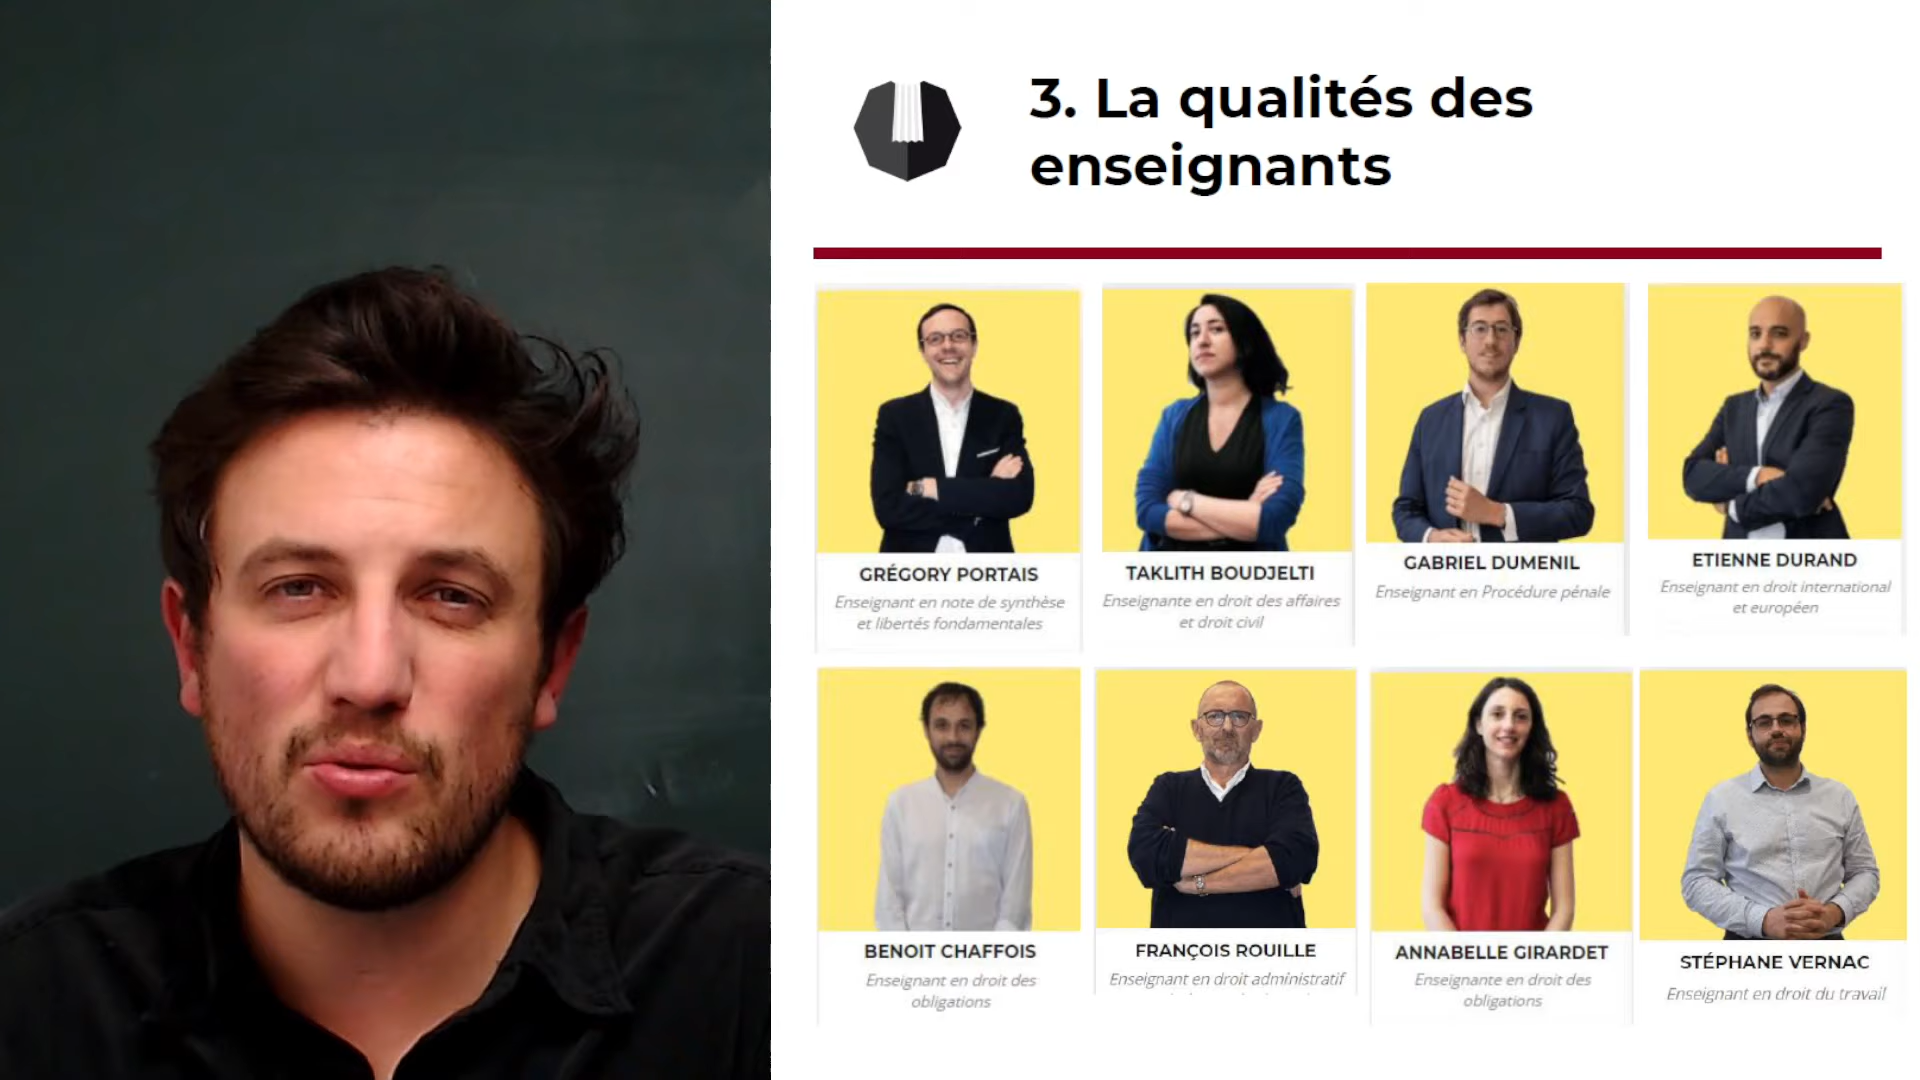 3. La qualités des
enseignants
GRÉGORY PORTAIS
Enseignant en note de synthèse
et libertés fondamentales
TAKLITH BOUDJELTI
Enseignante en droit des affaires
et droit civil
GABRIEL DUMENIL
Enseignant en Procédure pénale
ETIENNE DURAND
Enseignant en droit international
et européen
BENOIT CHAFFOIS
Enseignant en droit des
obligations
FRANÇOIS ROUILLE
Enseignant en droit administratif
ANNABELLE GIRARDET
Enseignante en droit des
obligations
STÉPHANE VERNAC
Enseignant en droit du travail